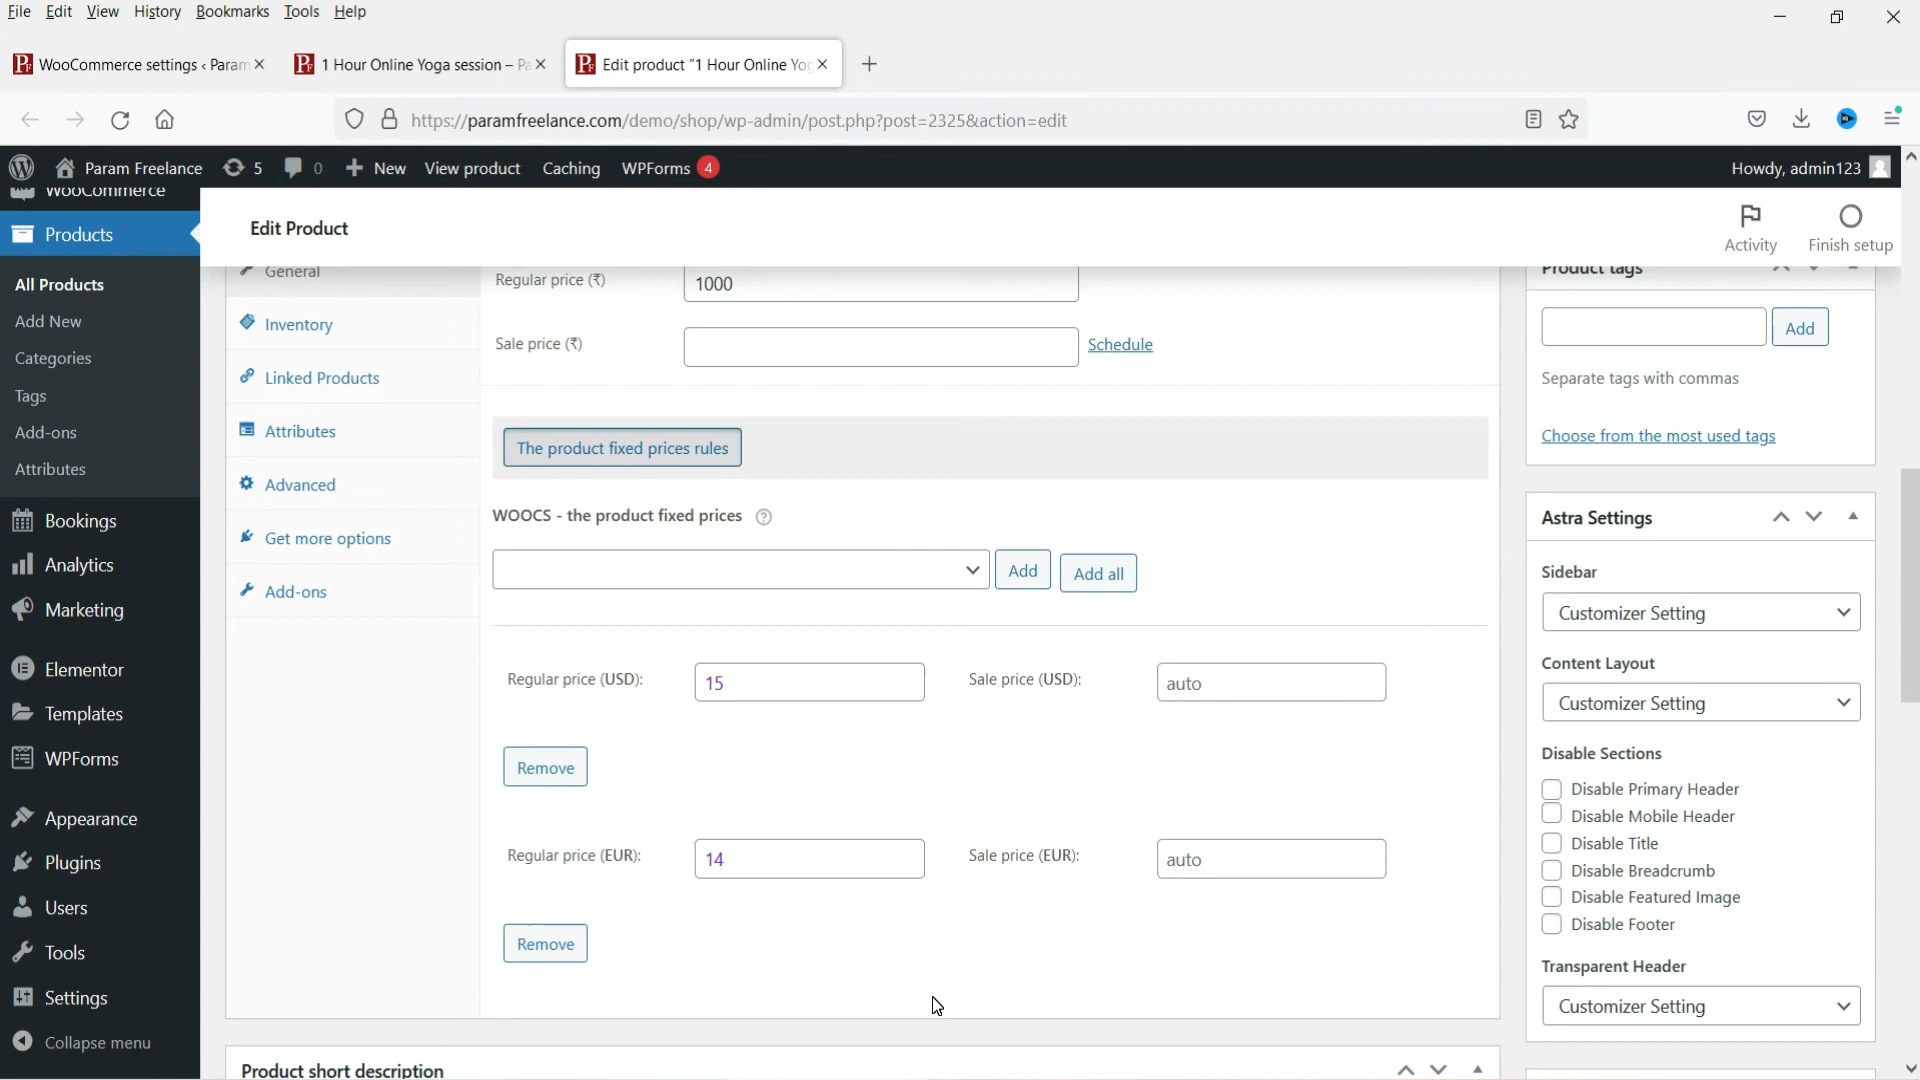 File Edit View History Bookmarks Tools Help
WooCommerce settings ‹ Param
1 Hour Online Yoga session – Pa
Edit product “1 Hour Online Yog
https://paramfreelance.com/demo/shop/wp-admin/post.php?post=2325&action=edit
Param Freelance 5 0 New View product Caching WPForms 4 Howdy, admin123
WooCommerce
Products
All Products
Add New
Categories
Tags
Add-ons
Attributes
Bookings
Analytics
Marketing
Elementor
Templates
WPForms
Appearance
Plugins
Users
Tools
Settings
Collapse menu
Edit Product
Activity
Finish setup
General
Inventory
Linked Products
Attributes
Advanced
Get more options
Add-ons
Regular price (₹) 1000
Sale price (₹) Schedule
The product fixed prices rules
WOOCS - the product fixed prices ?
Add Add all
Regular price (USD): 15 Sale price (USD): auto
Remove
Regular price (EUR): 14 Sale price (EUR): auto
Remove
Product short description
Product tags
Add
Separate tags with commas
Choose from the most used tags
Astra Settings
Sidebar
Customizer Setting
Content Layout
Customizer Setting
Disable Sections
Disable Primary Header
Disable Mobile Header
Disable Title
Disable Breadcrumb
Disable Featured Image
Disable Footer
Transparent Header
Customizer Setting